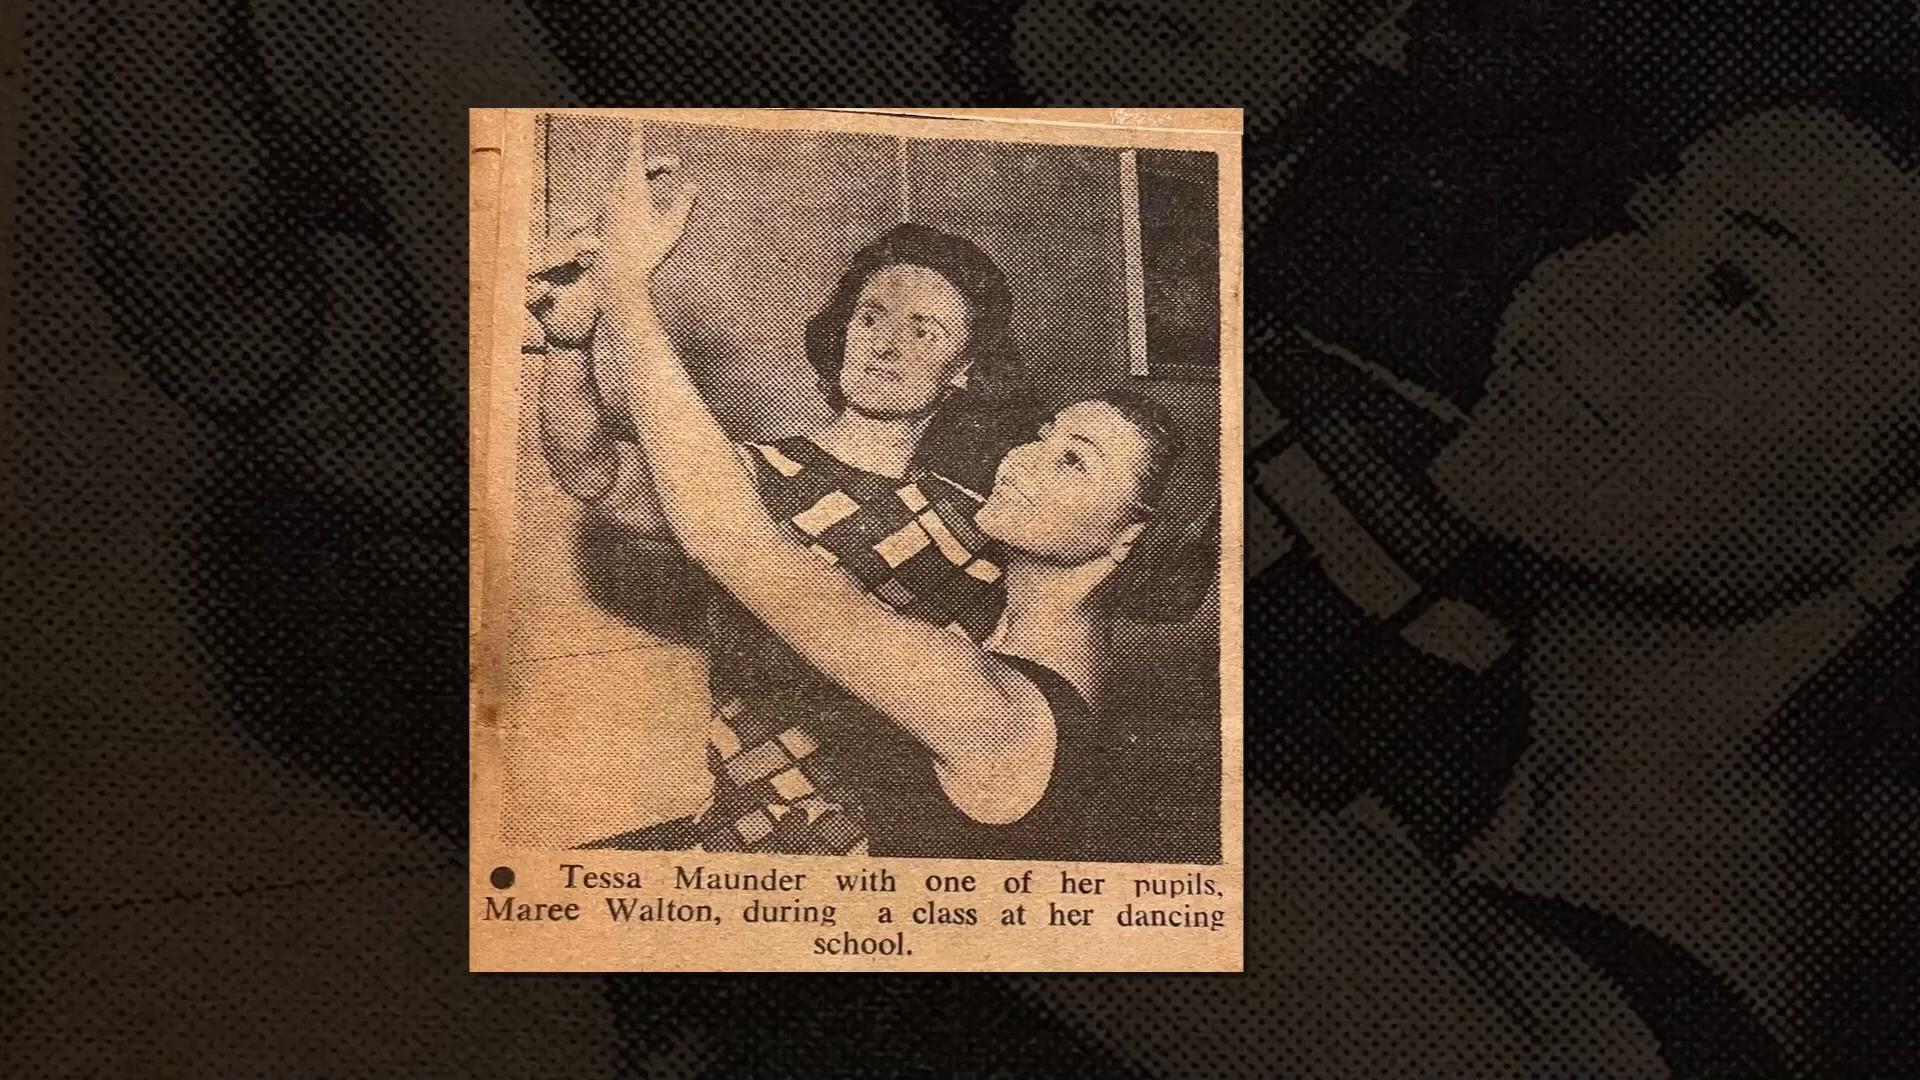 ● Tessa Maunder with one of her pupils,
Maree Walton, during a class at her dancing
school.